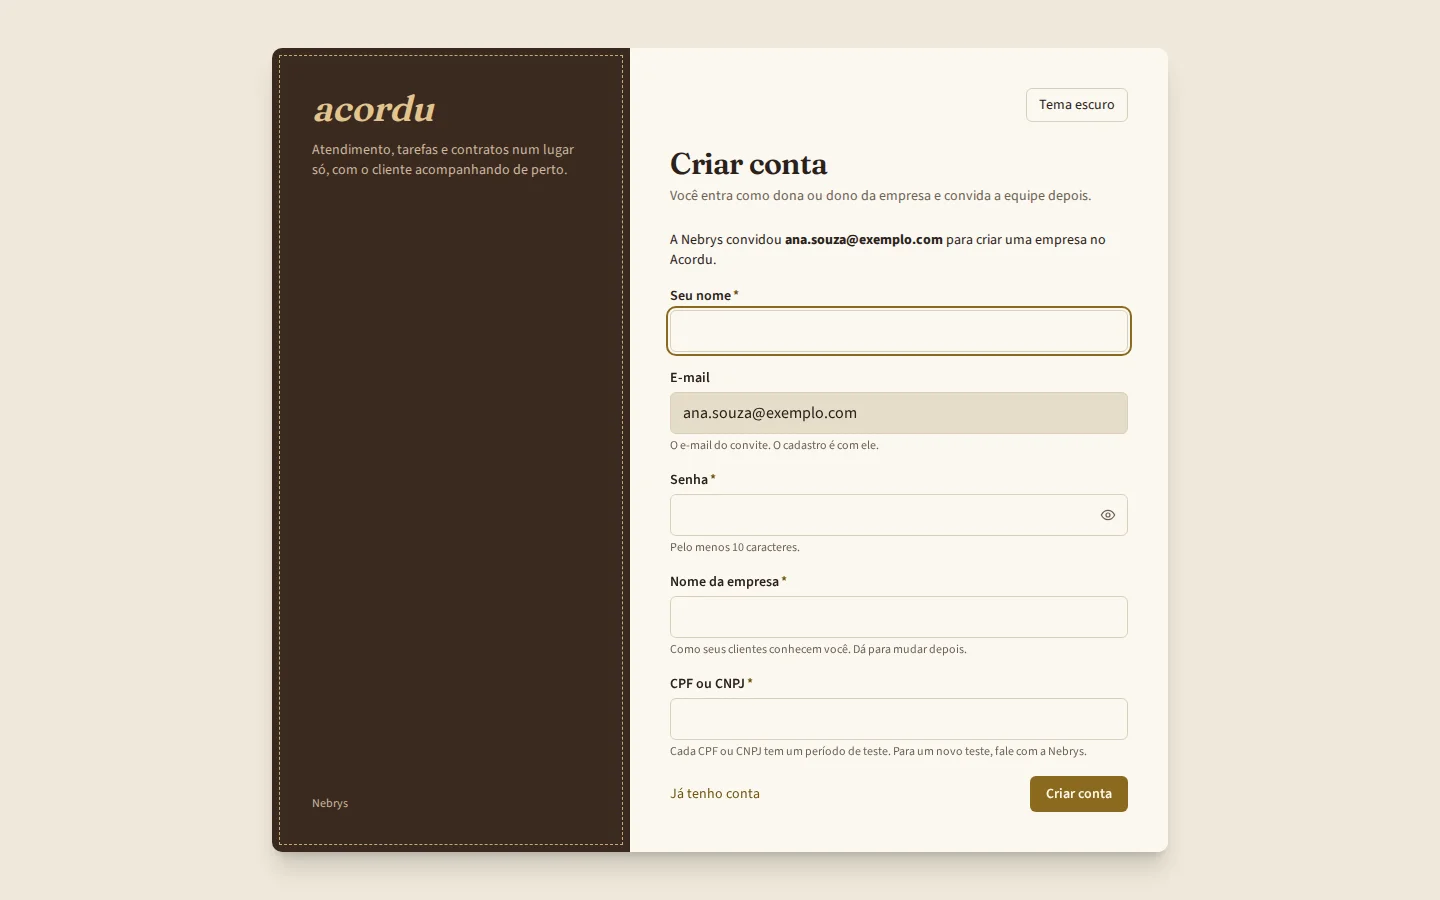 acordu
Atendimento, tarefas e contratos num lugar
só, com o cliente acompanhando de perto.
Nebrys
Tema escuro
Criar conta
Você entra como dona ou dono da empresa e convida a equipe depois.
A Nebrys convidou ana.souza@exemplo.com para criar uma empresa no
Acordu.
Seu nome *
E-mail
ana.souza@exemplo.com
O e-mail do convite. O cadastro é com ele.
Senha *
Pelo menos 10 caracteres.
Nome da empresa *
Como seus clientes conhecem você. Dá para mudar depois.
CPF ou CNPJ *
Cada CPF ou CNPJ tem um período de teste. Para um novo teste, fale com a Nebrys.
Já tenho conta
Criar conta